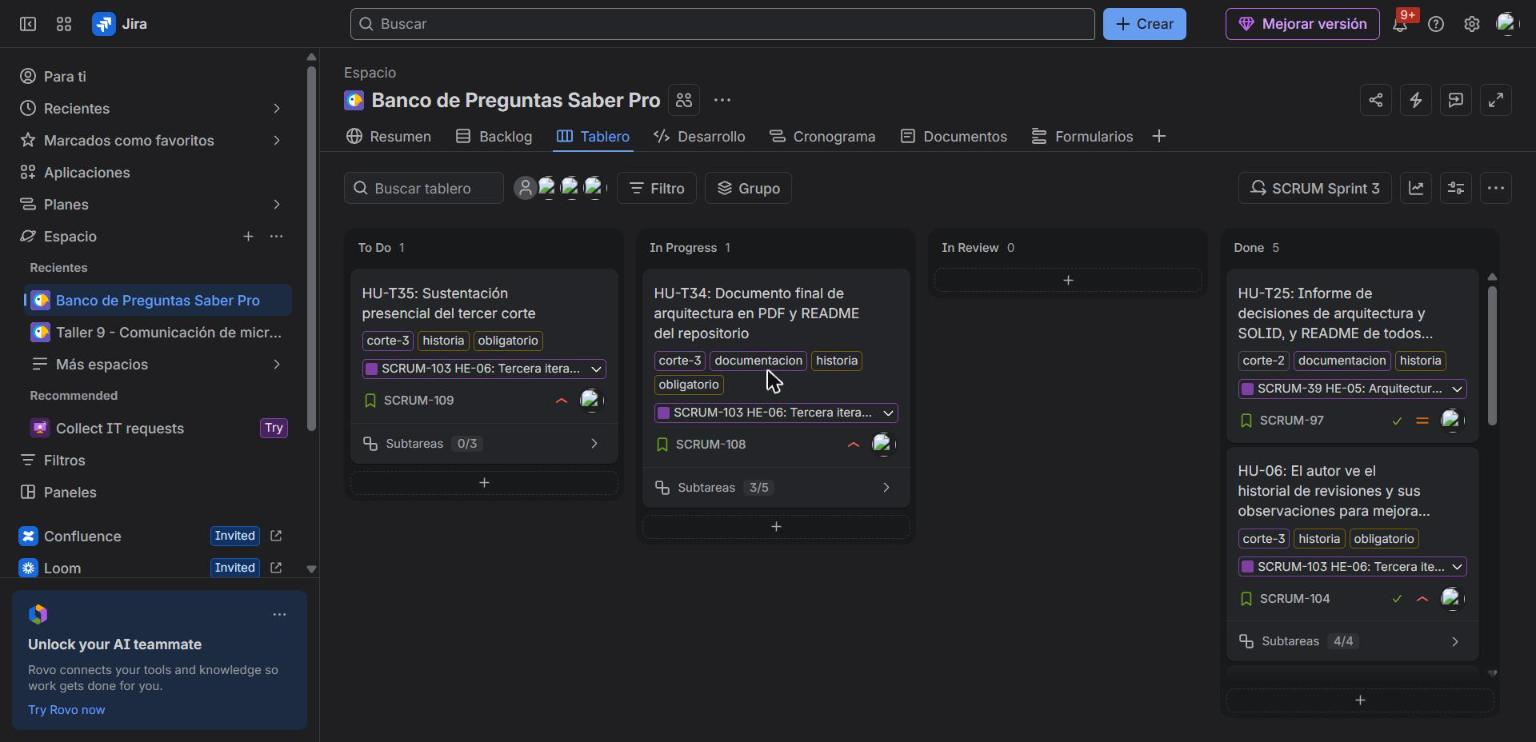 Jira
Buscar
Crear
Mejorar versión
9+
Para ti
Recientes
Marcados como favoritos
Aplicaciones
Planes
Espacio
Recientes
Banco de Preguntas Saber Pro
Taller 9 - Comunicación de micr...
Más espacios
Recommended
Collect IT requests
Try
Filtros
Paneles
Confluence
Invited
Loom
Invited
Unlock your AI teammate
Rovo connects your tools and knowledge so
work gets done for you.
Try Rovo now
Espacio
Banco de Preguntas Saber Pro
Resumen
Backlog
Tablero
Desarrollo
Cronograma
Documentos
Formularios
Buscar tablero
Filtro
Grupo
SCRUM Sprint 3
To Do 1
HU-T35: Sustentación
presencial del tercer corte
corte-3 historia obligatorio
SCRUM-103 HE-06: Tercera itera...
SCRUM-109
Subtareas 0/3
In Progress 1
HU-T34: Documento final de
arquitectura en PDF y README
del repositorio
corte-3 documentacion historia
obligatorio
SCRUM-103 HE-06: Tercera itera...
SCRUM-108
Subtareas 3/5
In Review 0
Done 5
HU-T25: Informe de
decisiones de arquitectura y
SOLID, y README de todos...
corte-2 documentacion historia
SCRUM-39 HE-05: Arquitectur...
SCRUM-97
HU-06: El autor ve el
historial de revisiones y sus
observaciones para mejora...
corte-3 historia obligatorio
SCRUM-103 HE-06: Tercera ite...
SCRUM-104
Subtareas 4/4